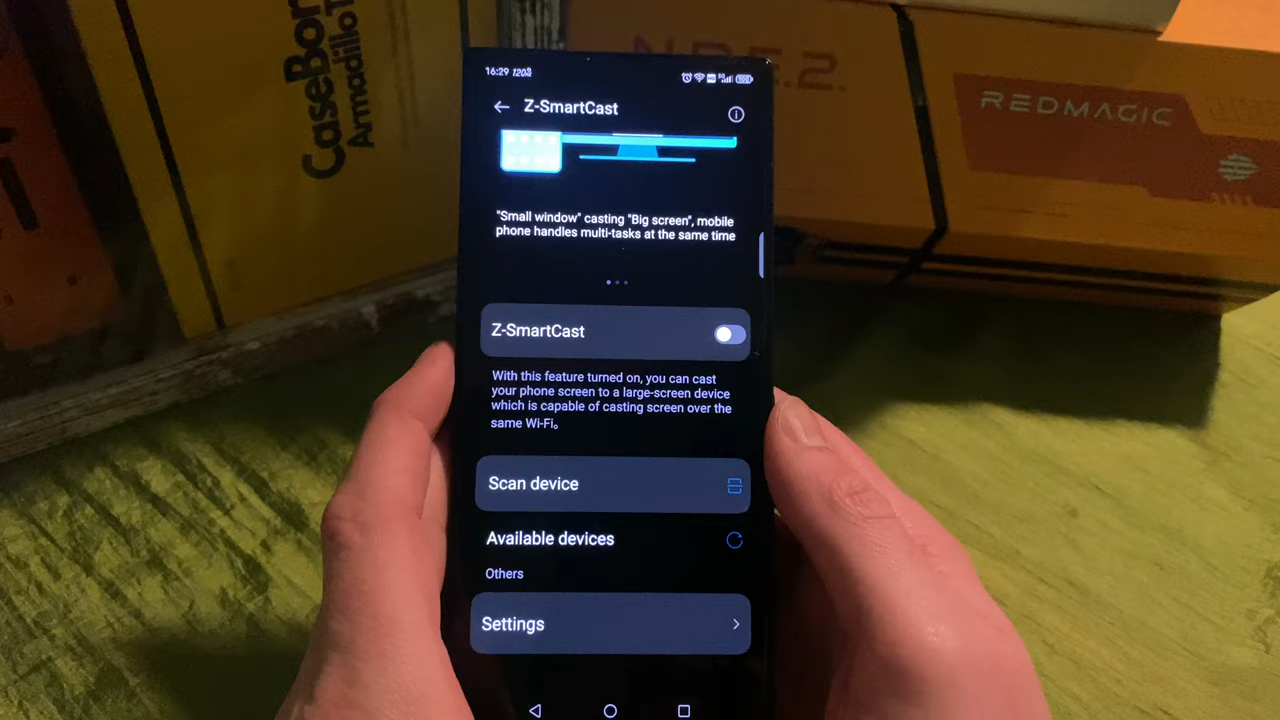 CaseBor
ArmadilloT
REDMAGIC
16:29 120
Z-SmartCast
"Small window" casting "Big screen", mobile
phone handles multi-tasks at the same time
Z-SmartCast
With this feature turned on, you can cast
your phone screen to a large-screen device
which is capable of casting screen over the
same Wi-Fi。
Scan device
Available devices
Others
Settings